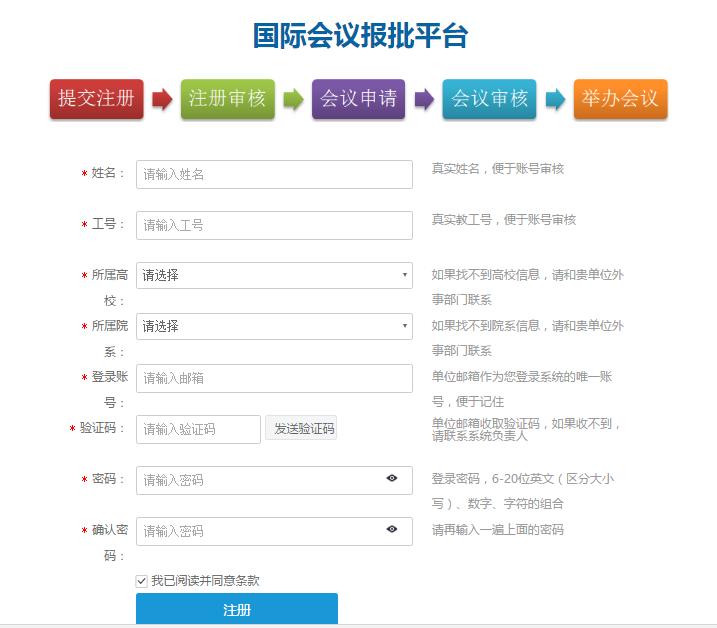 国际会议报批平台
提交注册 注册审核 会议申请 会议审核 举办会议
* 姓名： 请输入姓名 真实姓名，便于账号审核
* 工号： 请输入工号 真实教工号，便于账号审核
* 所属高 请选择 如果找不到高校信息，请和贵单位外
校： 事部门联系
* 所属院 请选择 如果找不到院系信息，请和贵单位外
系： 事部门联系
* 登录账 请输入邮箱 单位邮箱作为您登录系统的唯一账
号： 号，便于记住
* 验证码： 请输入验证码 发送验证码 单位邮箱收取验证码，如果收不到，
请联系系统负责人
* 密码： 请输入密码 登录密码，6-20位英文（区分大小
写）、数字、字符的组合
* 确认密 请输入密码 请再输入一遍上面的密码
码：
我已阅读并同意条款
注册